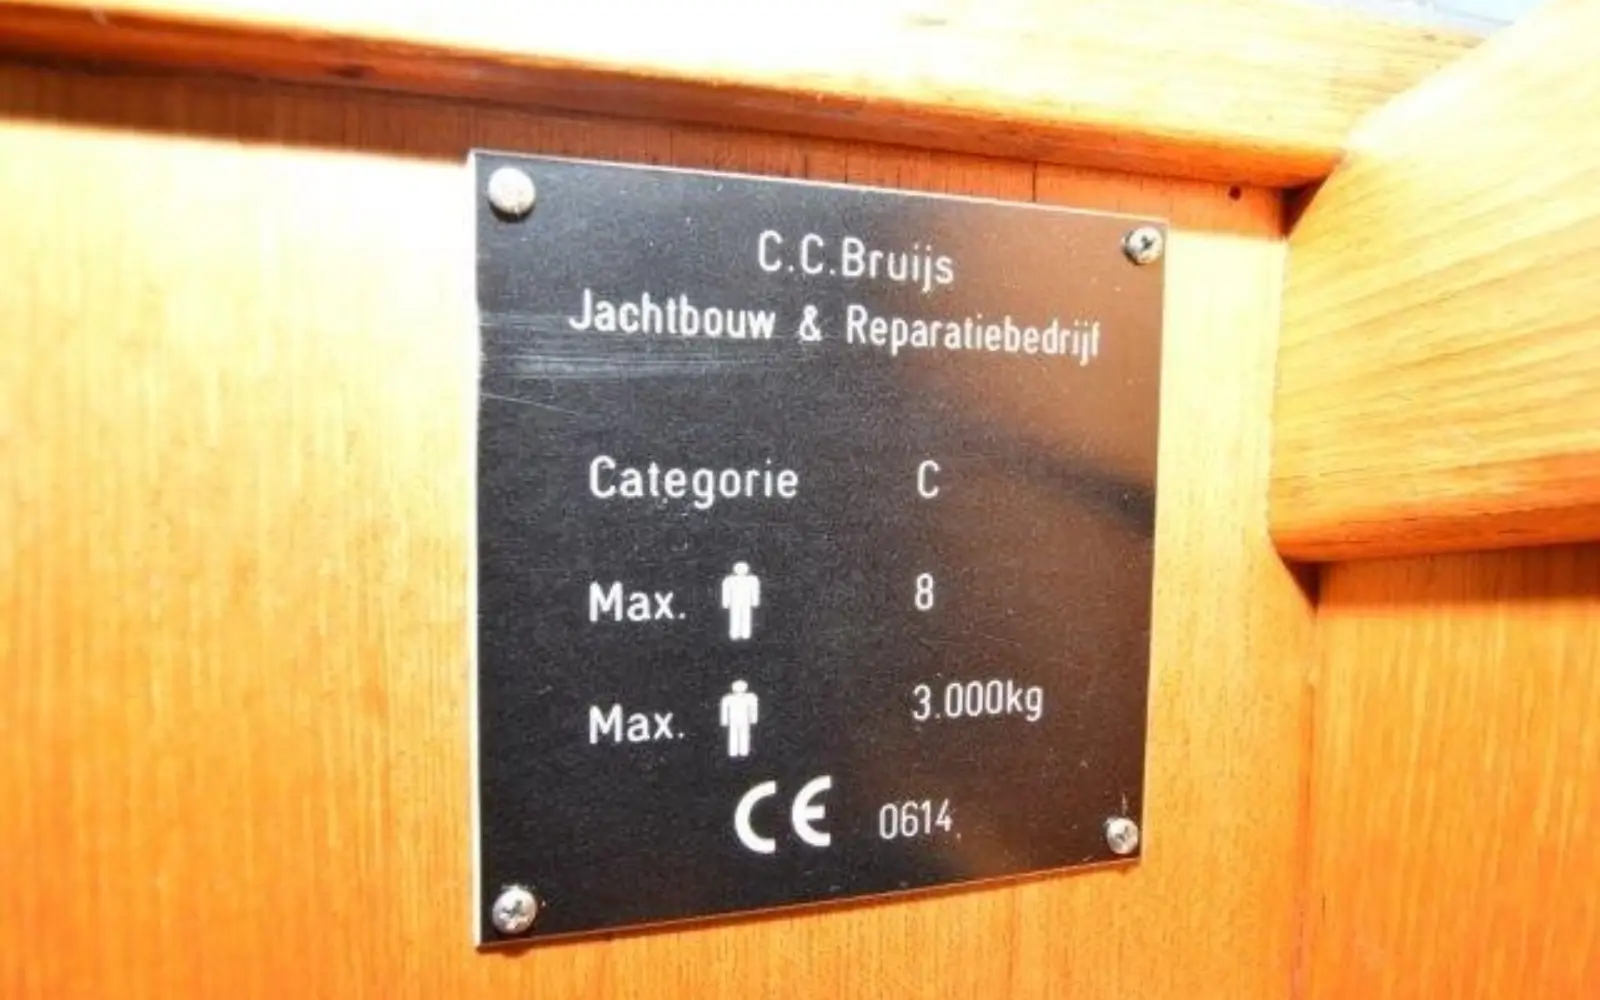 C.C.Bruijs
Jachtbouw & Reparatiebedrijf
Categorie C
Max. 8
Max. 3.000kg
CE 0614